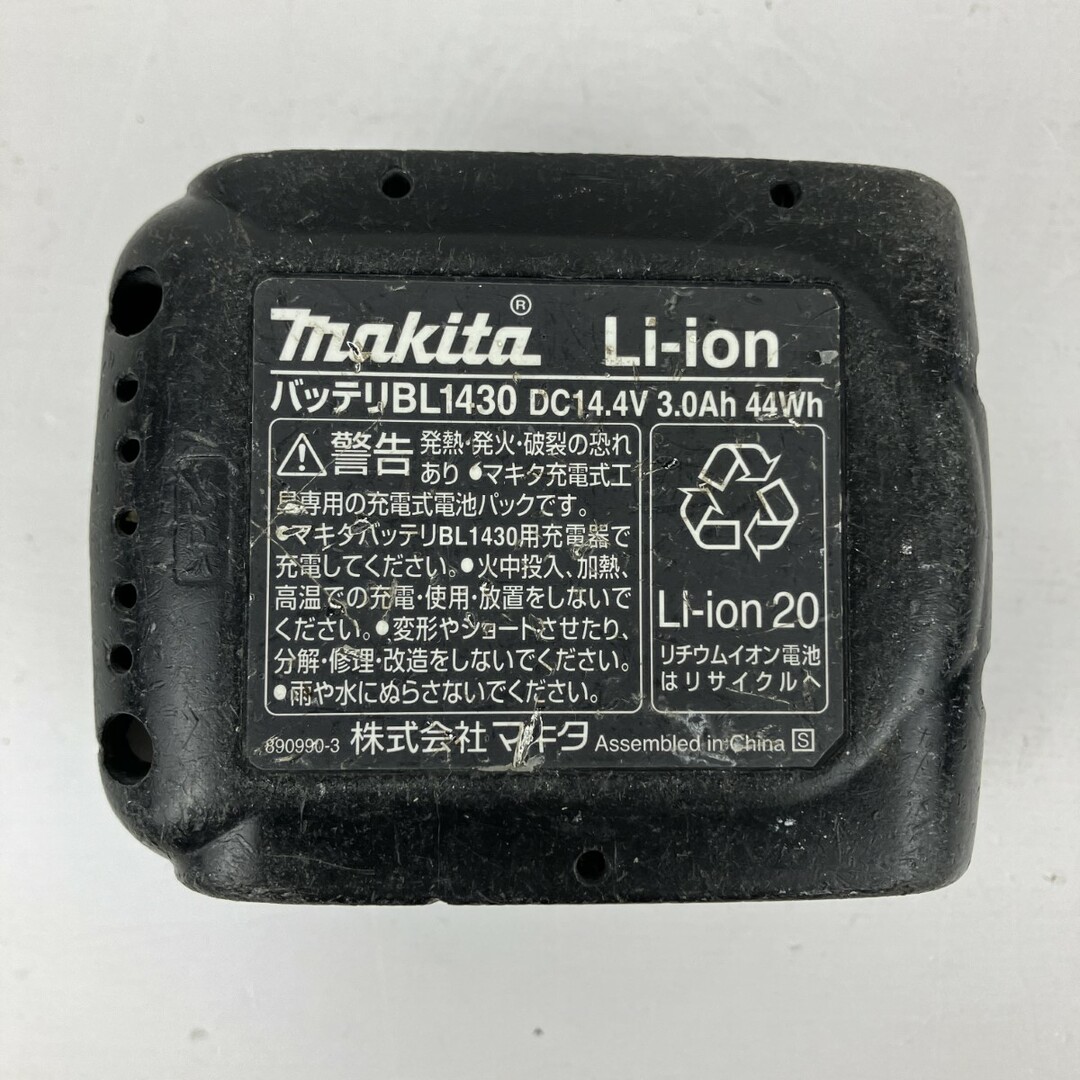 makita® Li-ion
バッテリBL1430 DC14.4V 3.0Ah 44Wh
警告 発熱・発火・破裂の恐れ
あり ●マキタ充電式工
具専用の充電式電池パックです。
●マキタバッテリBL1430用充電器で
充電してください。●火中投入、加熱、
高温での充電・使用・放置をしないで
ください。●変形やショートさせたり、
分解・修理・改造をしないでください。
●雨や水にぬらさないでください。
Li-ion 20
リチウムイオン電池
はリサイクルへ
890990-3 株式会社マキタ Assembled in China S